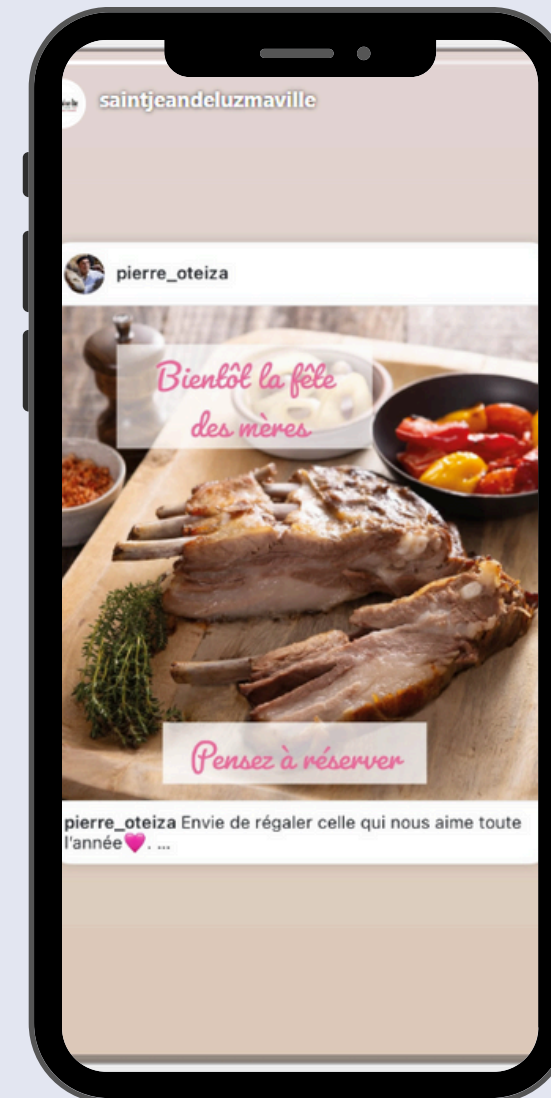 saintjeandeluzmaville
pierre_oteiza
Bientôt la fête
des mères
Pensez à réserver
pierre_oteiza Envie de régaler celle qui nous aime toute
l'année🩷. ...